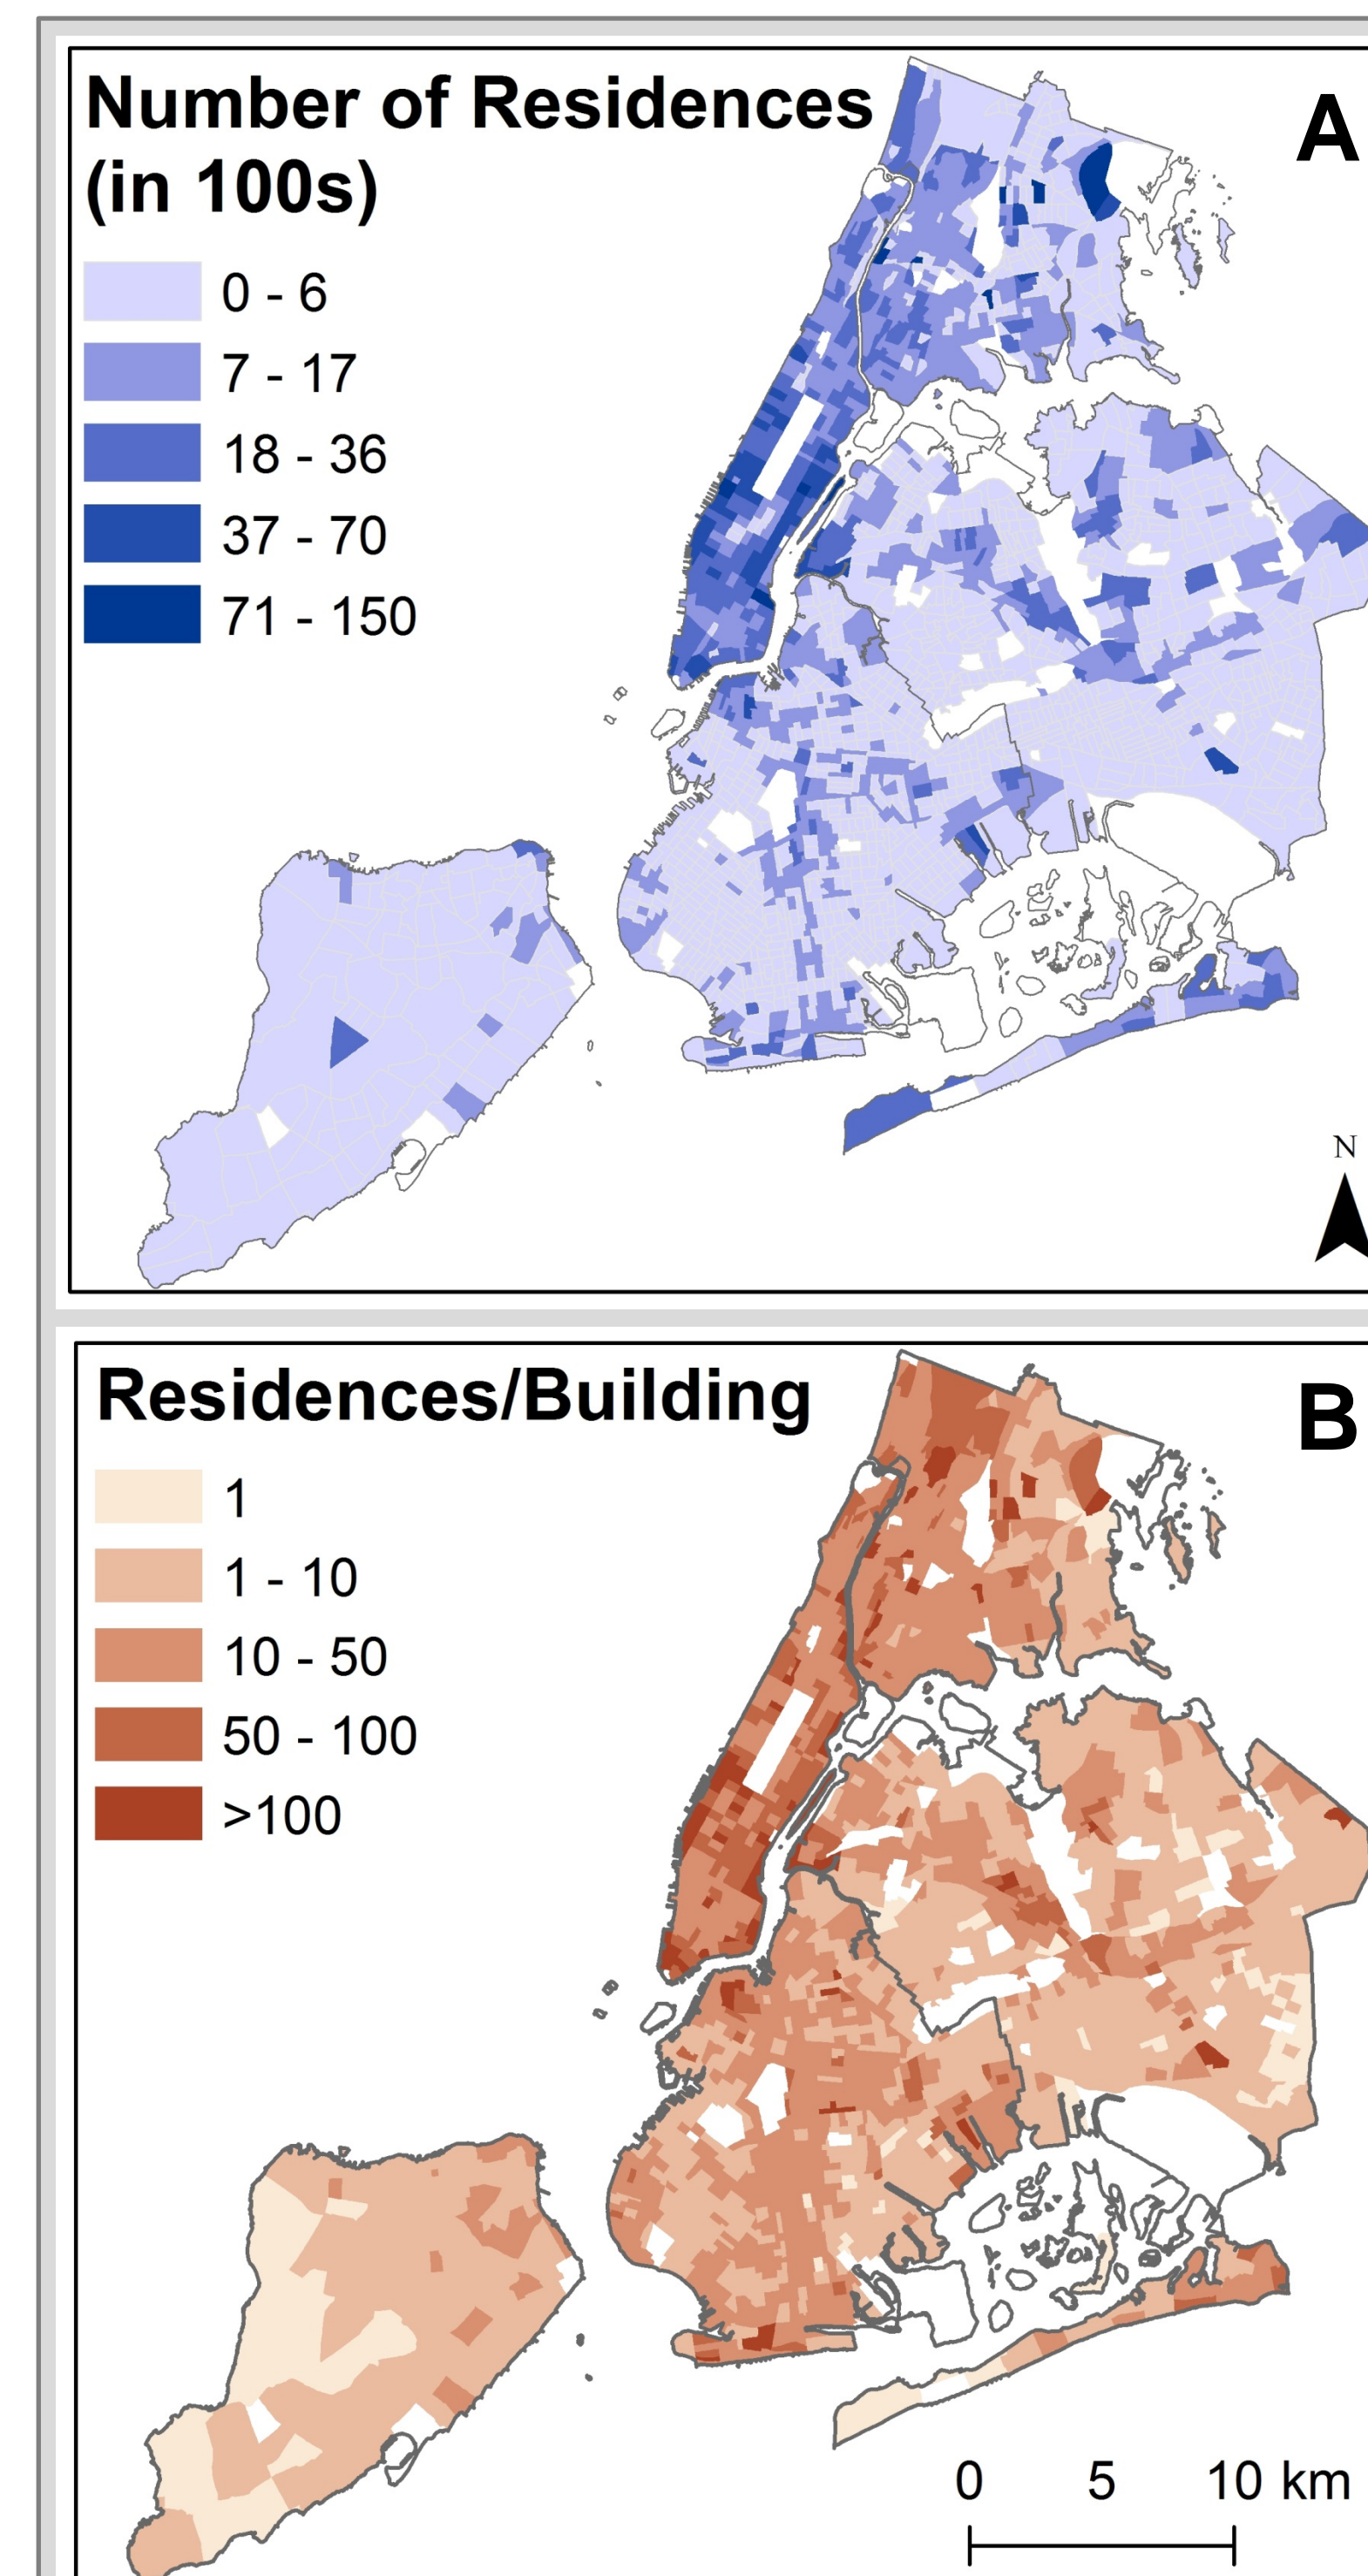 Number of Residences
(in 100s)
A
0 - 6
7 - 17
18 - 36
37 - 70
71 - 150
N
Residences/Building
B
1
1 - 10
10 - 50
50 - 100
>100
0 5 10 km